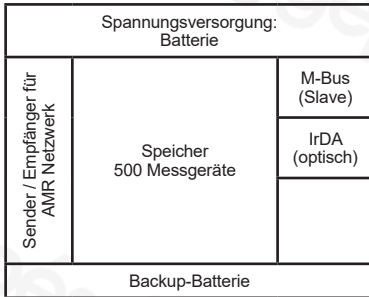 Spannungsversorgung:
Batterie
Sender / Empfänger für
AMR Netzwerk
Speicher
500 Messgeräte
M-Bus
(Slave)
IrDA
(optisch)
Backup-Batterie